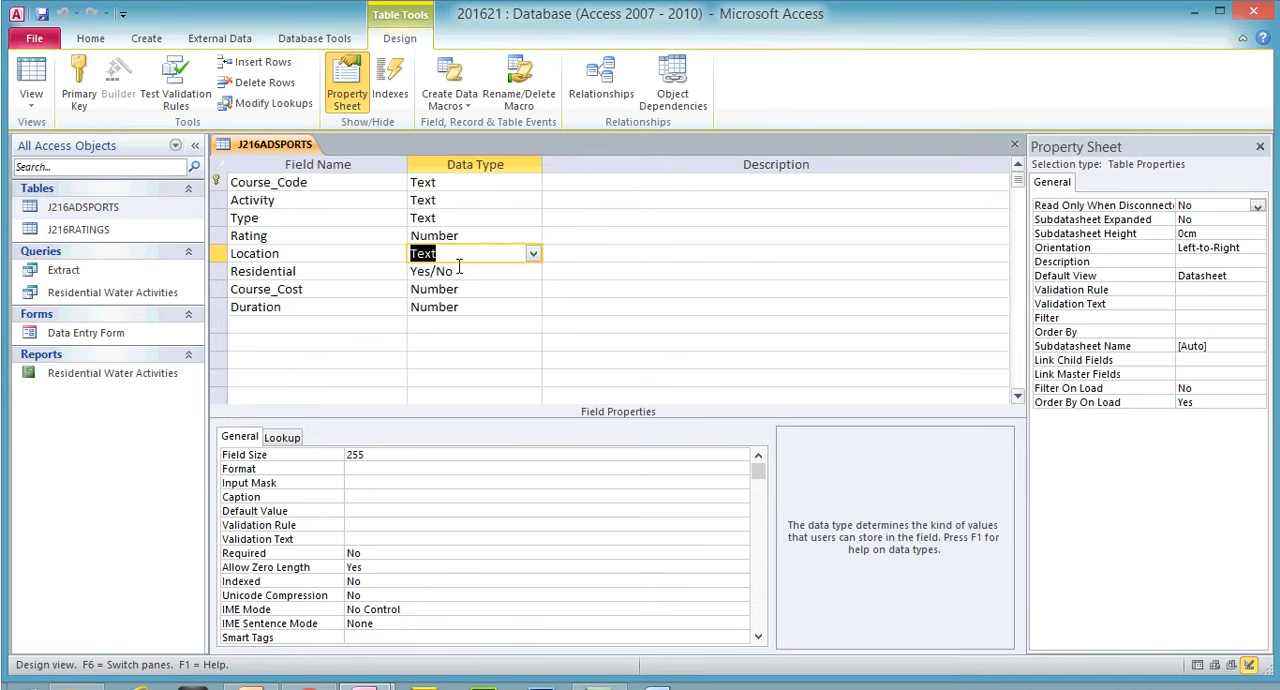 Table Tools
201621 : Database (Access 2007 - 2010) - Microsoft Access
File Home Create External Data Database Tools Design
View
Primary Key
Builder
Test Validation Rules
Insert Rows
Delete Rows
Modify Lookups
Property Sheet
Indexes
Create Data Macros
Rename/Delete Macro
Relationships
Object Dependencies
Views Tools Show/Hide Field, Record & Table Events Relationships
All Access Objects
Search...
Tables
J216ADSPORTS
J216RATINGS
Queries
Extract
Residential Water Activities
Forms
Data Entry Form
Reports
Residential Water Activities
J216ADSPORTS
Field Name Data Type Description
Course_Code Text
Activity Text
Type Text
Rating Number
Location Text
Residential Yes/No
Course_Cost Number
Duration Number
Field Properties
General Lookup
Field Size 255
Format
Input Mask
Caption
Default Value
Validation Rule
Validation Text
Required No
Allow Zero Length Yes
Indexed No
Unicode Compression No
IME Mode No Control
IME Sentence Mode None
Smart Tags
The data type determines the kind of values
that users can store in the field. Press F1 for
help on data types.
Property Sheet
Selection type: Table Properties
General
Read Only When Disconnecte No
Subdatasheet Expanded No
Subdatasheet Height 0cm
Orientation Left-to-Right
Description
Default View Datasheet
Validation Rule
Validation Text
Filter
Order By
Subdatasheet Name [Auto]
Link Child Fields
Link Master Fields
Filter On Load No
Order By On Load Yes
Design view. F6 = Switch panes. F1 = Help.